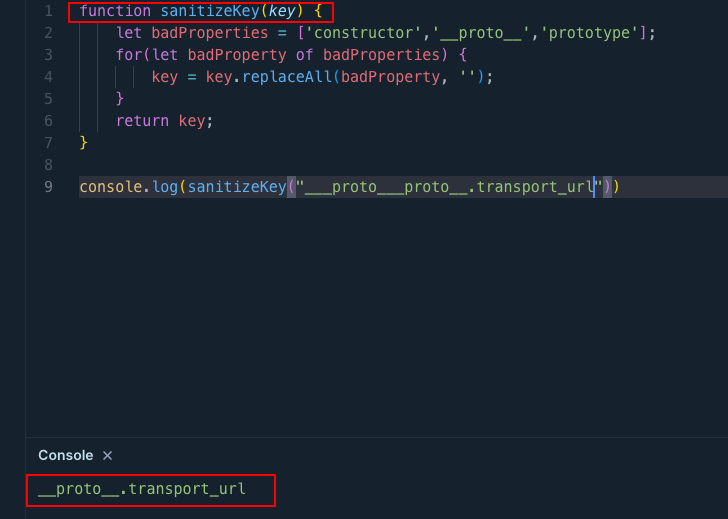 1 function sanitizeKey(key) {
2     let badProperties = ['constructor','__proto__','prototype'];
3     for(let badProperty of badProperties) {
4         key = key.replaceAll(badProperty, '');
5     }
6     return key;
7 }
8
9 console.log(sanitizeKey("___proto___proto__.transport_url"))
Console ×
__proto__.transport_url